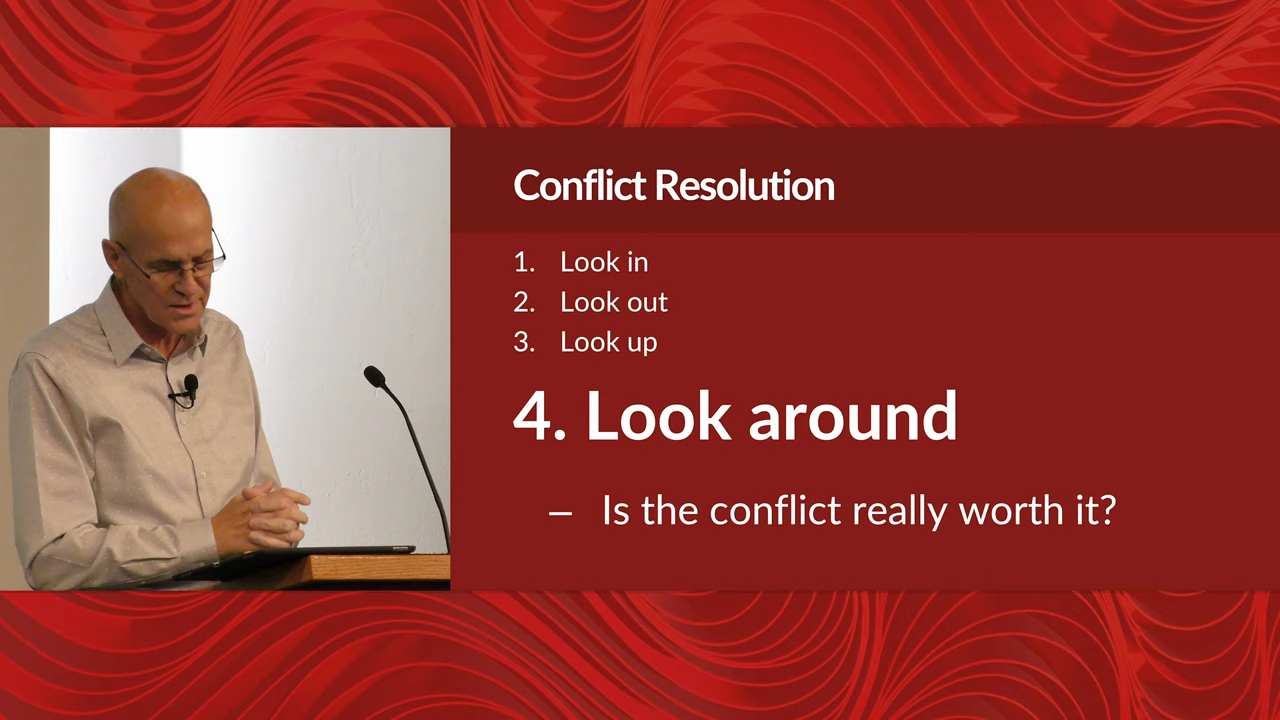 Conflict Resolution
1. Look in
2. Look out
3. Look up
4. Look around
– Is the conflict really worth it?